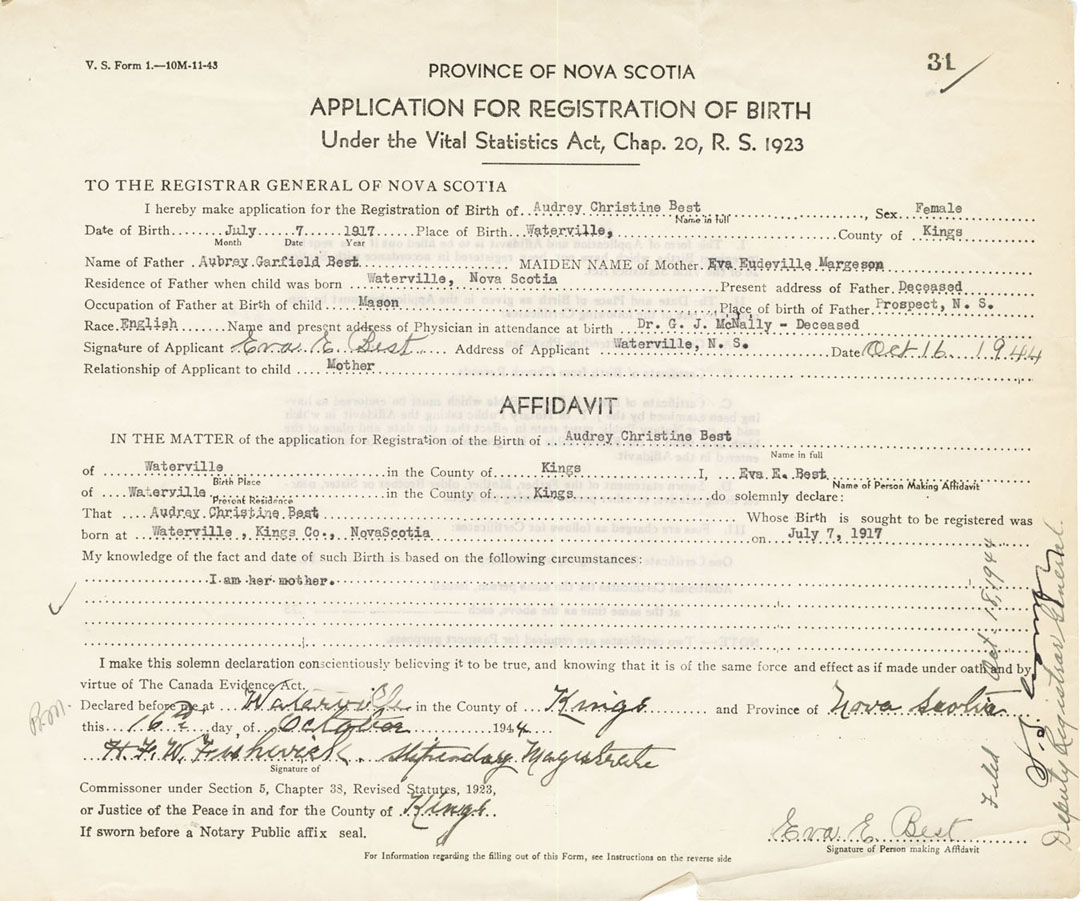 V. S. Form 1.—10M-11-43
31
PROVINCE OF NOVA SCOTIA
APPLICATION FOR REGISTRATION OF BIRTH
Under the Vital Statistics Act, Chap. 20, R. S. 1923
TO THE REGISTRAR GENERAL OF NOVA SCOTIA
I hereby make application for the Registration of Birth of Audrey Christine Best, Sex Female
Name in full
Date of Birth July 7 1917 Place of Birth Waterville, County of Kings
Month Date Year
Name of Father Aubray Garfield Best MAIDEN NAME of Mother Eva Eudeville Margeson
Residence of Father when child was born Waterville, Nova Scotia Present address of Father Deceased
Occupation of Father at Birth of child Mason Place of birth of Father Prospect, N. S.
Race English Name and present address of Physician in attendance at birth Dr. G. J. McNally - Deceased
Signature of Applicant Eva E. Best Address of Applicant Waterville, N. S. Date Oct 16 1944
Relationship of Applicant to child Mother
AFFIDAVIT
IN THE MATTER of the application for Registration of the Birth of Audrey Christine Best
Name in full
of Waterville in the County of Kings I, Eva E. Best
Birth Place Name of Person Making Affidavit
of Waterville in the County of Kings do solemnly declare:
Present Residence
That Audrey Christine Best Whose Birth is sought to be registered was
born at Waterville , Kings Co., NovaScotia on July 7, 1917
My knowledge of the fact and date of such Birth is based on the following circumstances:
I am her mother.
I make this solemn declaration conscientiously believing it to be true, and knowing that it is of the same force and effect as if made under oath and by
virtue of The Canada Evidence Act.
Declared before me at Waterville in the County of Kings and Province of Nova Scotia
this 16 day of October 1944
H. F. W. Stipendary Magistrate
Signature of
Commissioner under Section 5, Chapter 38, Revised Statutes, 1923,
or Justice of the Peace in and for the County of Kings
If sworn before a Notary Public affix seal.
Eva E Best
Signature of Person making Affidavit
For Information regarding the filling out of this Form, see Instructions on the reverse side
Filed Oct. 18, 1944
Deputy Registrar General.